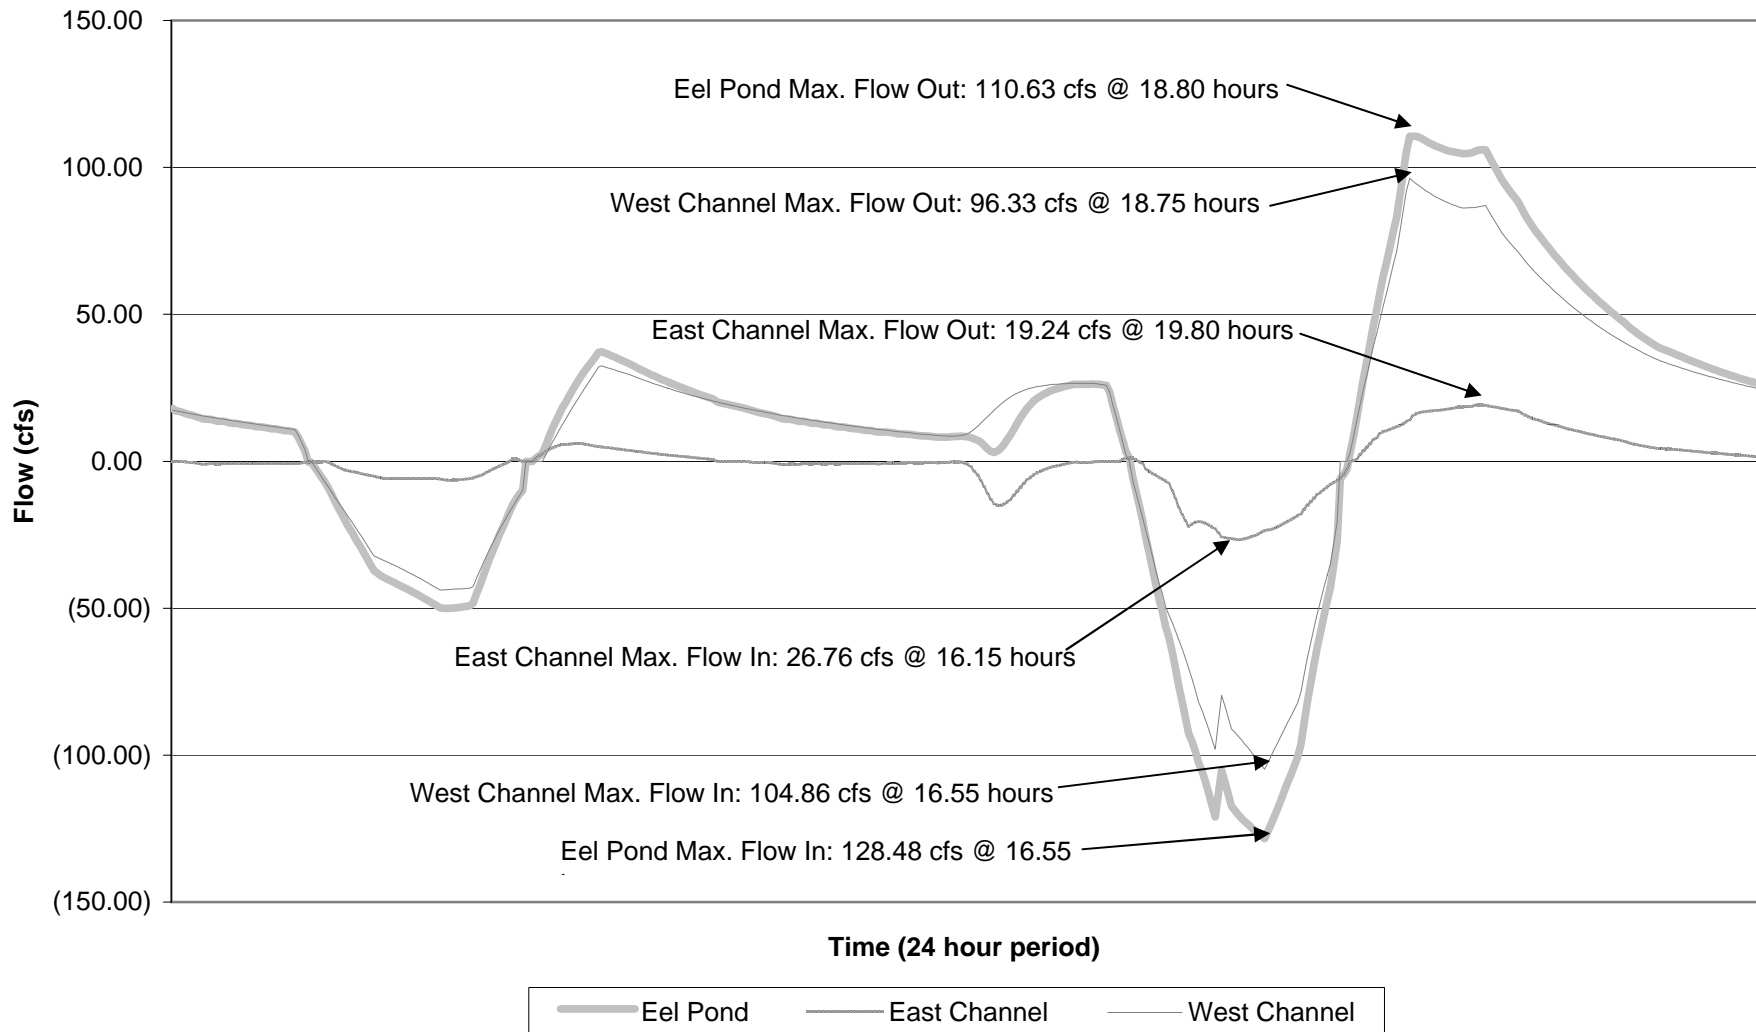 150.00
Eel Pond Max. Flow Out: 110.63 cfs @ 18.80 hours
100.00
West Channel Max. Flow Out: 96.33 cfs @ 18.75 hours
50.00
East Channel Max. Flow Out: 19.24 cfs @ 19.80 hours
Flow (cfs)
0.00
(50.00)
East Channel Max. Flow In: 26.76 cfs @ 16.15 hours
(100.00)
West Channel Max. Flow In: 104.86 cfs @ 16.55 hours
Eel Pond Max. Flow In: 128.48 cfs @ 16.55
(150.00)
Time (24 hour period)
Eel Pond East Channel West Channel